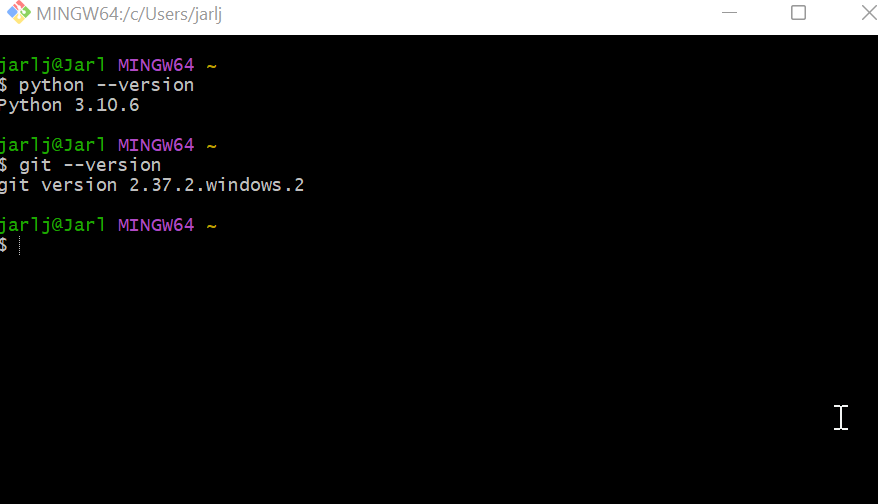 MINGW64:/c/Users/jarlj
jarlj@Jarl MINGW64 ~
$ python --version
Python 3.10.6
jarlj@Jarl MINGW64 ~
$ git --version
git version 2.37.2.windows.2
jarlj@Jarl MINGW64 ~
$